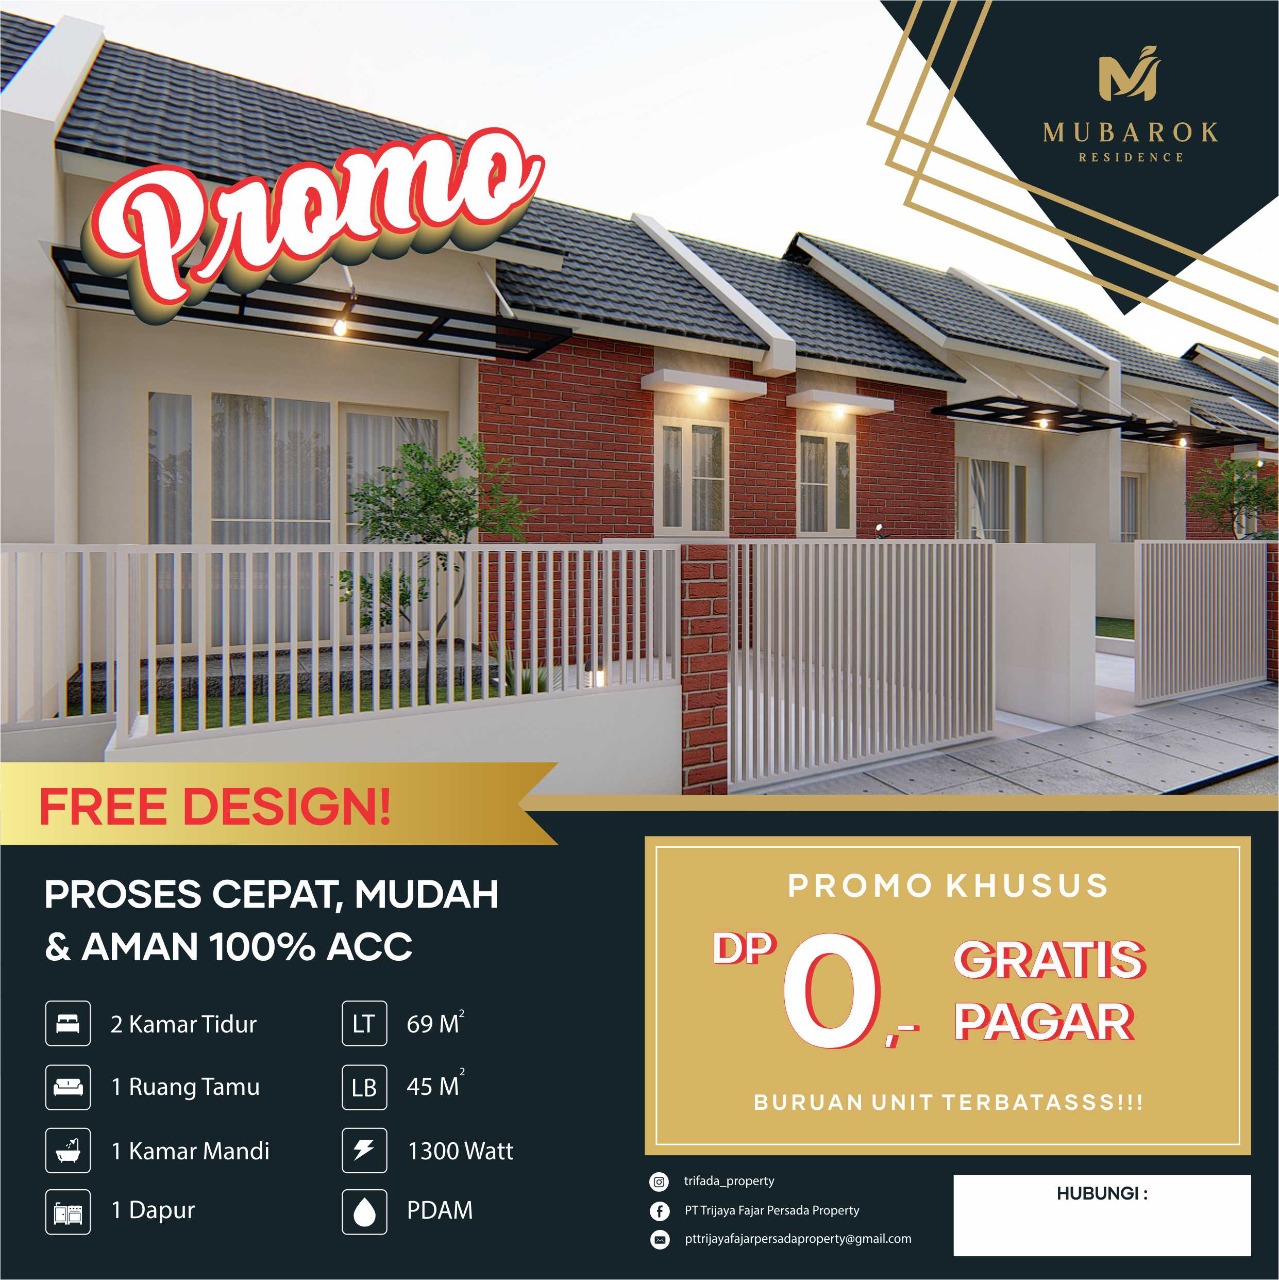 MUBAROK
RESIDENCE
Promo
FREE DESIGN!
PROSES CEPAT, MUDAH
& AMAN 100% ACC
2 Kamar Tidur
1 Ruang Tamu
1 Kamar Mandi
1 Dapur
LT 69 M²
LB 45 M²
1300 Watt
PDAM
PROMO KHUSUS
DP 0,-
GRATIS
PAGAR
BURUAN UNIT TERBATASSS!!!
trifada_property
PT Trijaya Fajar Persada Property
pttrijayafajarpersadaproperty@gmail.com
HUBUNGI :